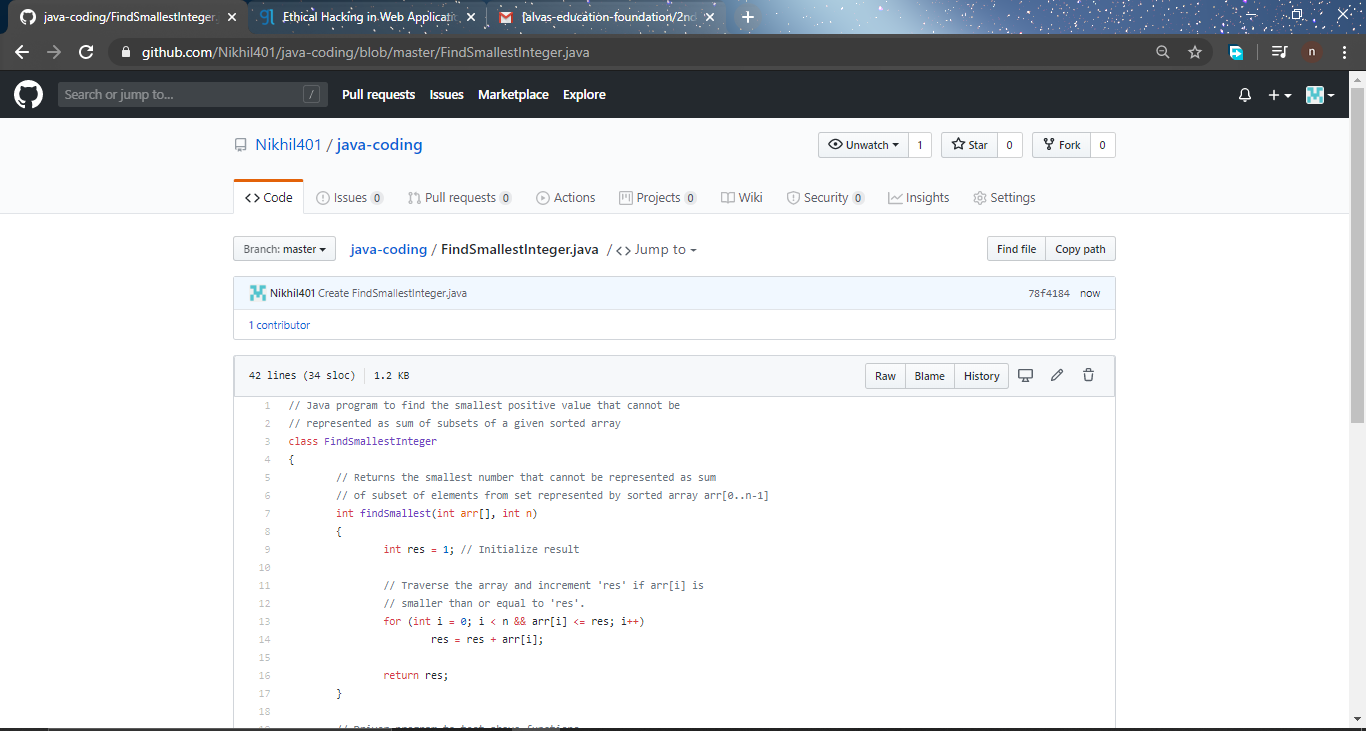 java-coding/FindSmallestInteger.
Ethical Hacking in Web Applicati
[alvas-education-foundation/2nd
github.com/Nikhil401/java-coding/blob/master/FindSmallestInteger.java
n
Search or jump to... /
Pull requests Issues Marketplace Explore
Nikhil401 / java-coding
Unwatch 1 Star 0 Fork 0
Code Issues 0 Pull requests 0 Actions Projects 0 Wiki Security 0 Insights Settings
Branch: master java-coding / FindSmallestInteger.java / <> Jump to Find file Copy path
Nikhil401 Create FindSmallestInteger.java 78f4184 now
1 contributor
42 lines (34 sloc) 1.2 KB Raw Blame History
1 // Java program to find the smallest positive value that cannot be
2 // represented as sum of subsets of a given sorted array
3 class FindSmallestInteger
4 {
5 // Returns the smallest number that cannot be represented as sum
6 // of subset of elements from set represented by sorted array arr[0..n-1]
7 int findSmallest(int arr[], int n)
8 {
9 int res = 1; // Initialize result
10
11 // Traverse the array and increment 'res' if arr[i] is
12 // smaller than or equal to 'res'.
13 for (int i = 0; i < n && arr[i] <= res; i++)
14 res = res + arr[i];
15
16 return res;
17 }
18